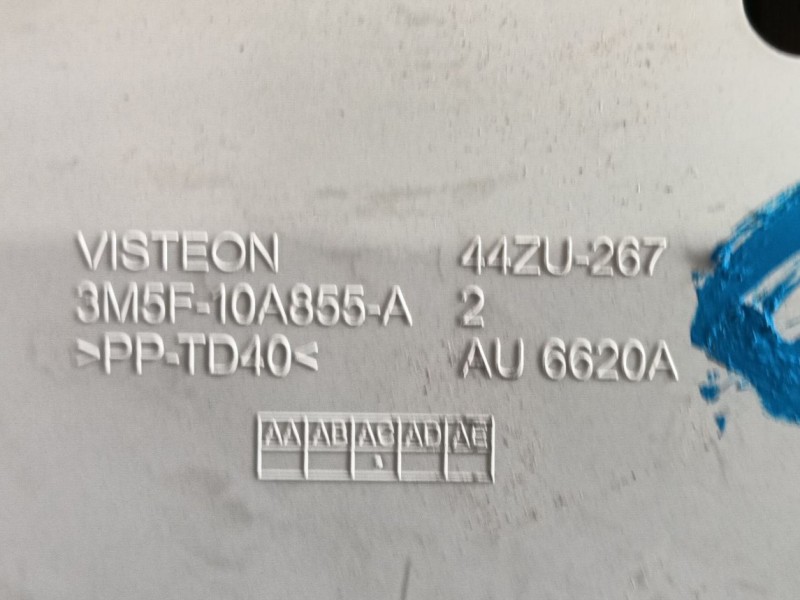 VISTEON 44ZU-267
3M5F-10A855-A 2
>PP-TD40< AU 6620A
AA AB AC AD AE